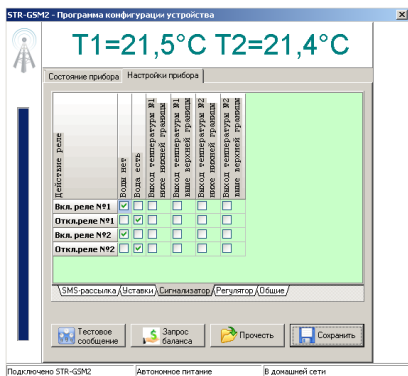 STR-GSM2 - Программа конфигурации устройства
T1=21,5°C T2=21,4°C
Состояние прибора
Настройки прибора
Действие реле
Воды нет
Вода есть
Выход температуры №1 ниже нижней границы
Выход температуры №1 выше верхней границы
Выход температуры №2 ниже нижней границы
Выход температуры №2 выше верхней границы
Вкл. реле №1
Откл.реле №1
Вкл. реле №2
Откл.реле №2
SMS-рассылка
Уставки
Сигнализатор
Регулятор
Общие
Тестовое сообщение
Запрос баланса
Прочесть
Сохранить
Подключено STR-GSM2
Автономное питание
В домашней сети